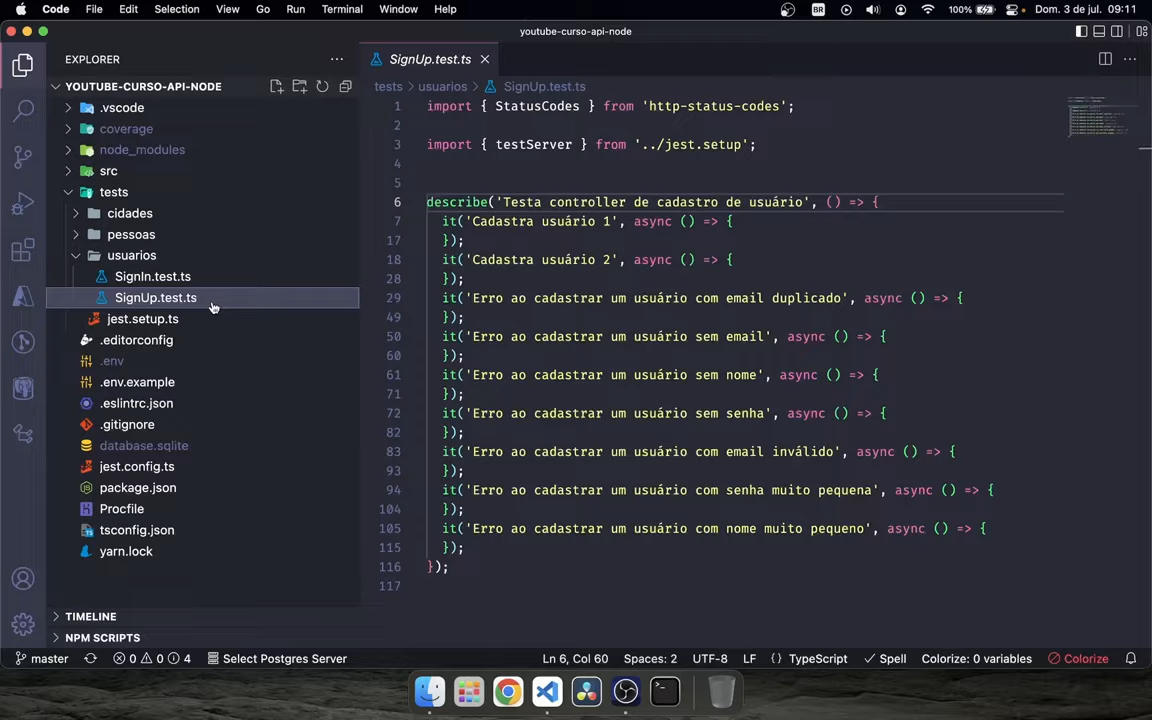 Code File Edit Selection View Go Run Terminal Window Help BR 100% Dom. 3 de jul. 09:11
youtube-curso-api-node
EXPLORER
YOUTUBE-CURSO-API-NODE
.vscode
coverage
node_modules
src
tests
cidades
pessoas
usuarios
SignIn.test.ts
SignUp.test.ts
jest.setup.ts
.editorconfig
.env
.env.example
.eslintrc.json
.gitignore
database.sqlite
jest.config.ts
package.json
Procfile
tsconfig.json
yarn.lock
TIMELINE
NPM SCRIPTS
SignUp.test.ts
tests > usuarios > SignUp.test.ts
1 import { StatusCodes } from 'http-status-codes';
2
3 import { testServer } from '../jest.setup';
4
5
6 describe('Testa controller de cadastro de usuário', () => {
7 it('Cadastra usuário 1', async () => {
17 });
18 it('Cadastra usuário 2', async () => {
28 });
29 it('Erro ao cadastrar um usuário com email duplicado', async () => {
49 });
50 it('Erro ao cadastrar um usuário sem email', async () => {
60 });
61 it('Erro ao cadastrar um usuário sem nome', async () => {
71 });
72 it('Erro ao cadastrar um usuário sem senha', async () => {
82 });
83 it('Erro ao cadastrar um usuário com email inválido', async () => {
93 });
94 it('Erro ao cadastrar um usuário com senha muito pequena', async () => {
104 });
105 it('Erro ao cadastrar um usuário com nome muito pequeno', async () => {
115 });
116 });
117
master 0 0 4 Select Postgres Server Ln 6, Col 60 Spaces: 2 UTF-8 LF {} TypeScript Spell Colorize: 0 variables Colorize